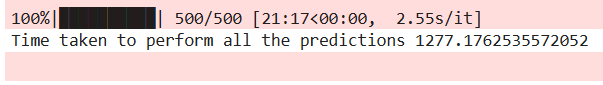 100%|██████████| 500/500 [21:17<00:00,  2.55s/it]
Time taken to perform all the predictions 1277.1762535572052